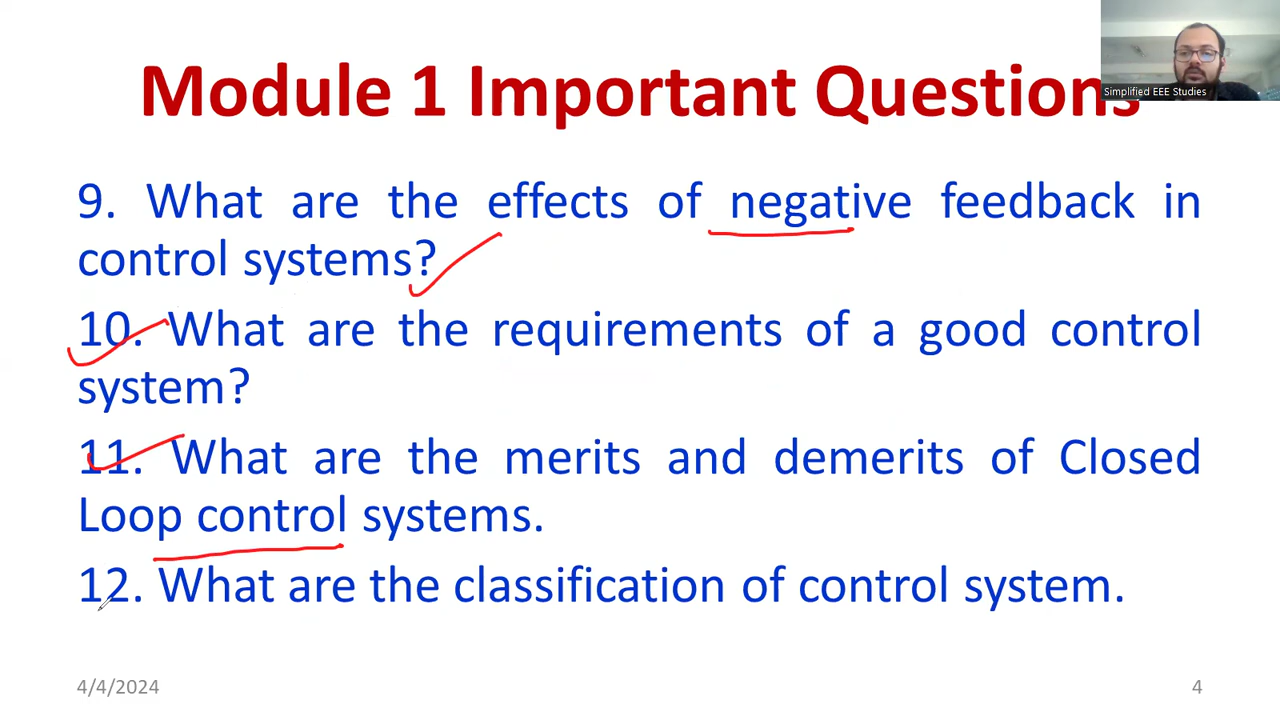 Module 1 Important Questions
Simplified EEE Studies
9. What are the effects of negative feedback in
control systems?
10. What are the requirements of a good control
system?
11. What are the merits and demerits of Closed
Loop control systems.
12. What are the classification of control system.
4/4/2024
4